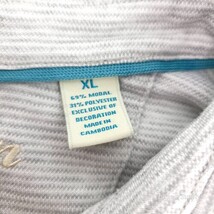 XL
69% MODAL
31% POLYESTER
EXCLUSIVE OF
DECORATION
MADE IN
CAMBODIA